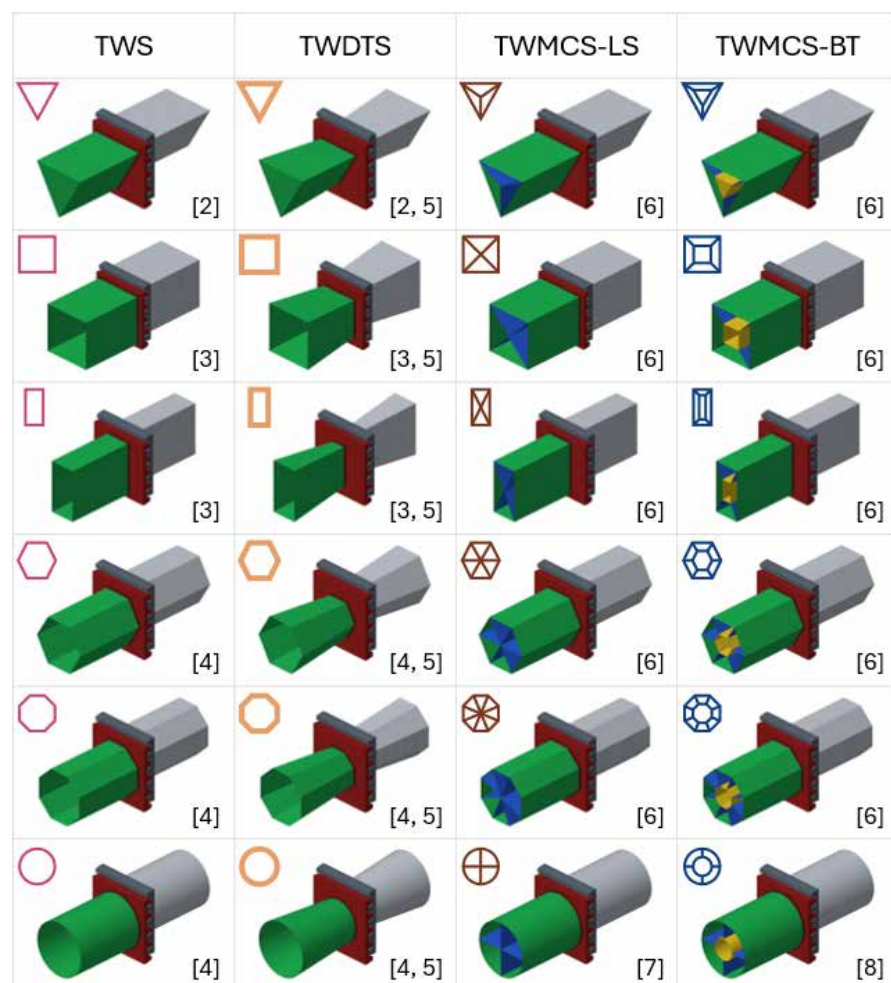 TWS TWDTS TWMCS-LS TWMCS-BT
[2] [2, 5] [6] [6]
[3] [3, 5] [6] [6]
[3] [3, 5] [6] [6]
[4] [4, 5] [6] [6]
[4] [4, 5] [6] [6]
[4] [4, 5] [7] [8]